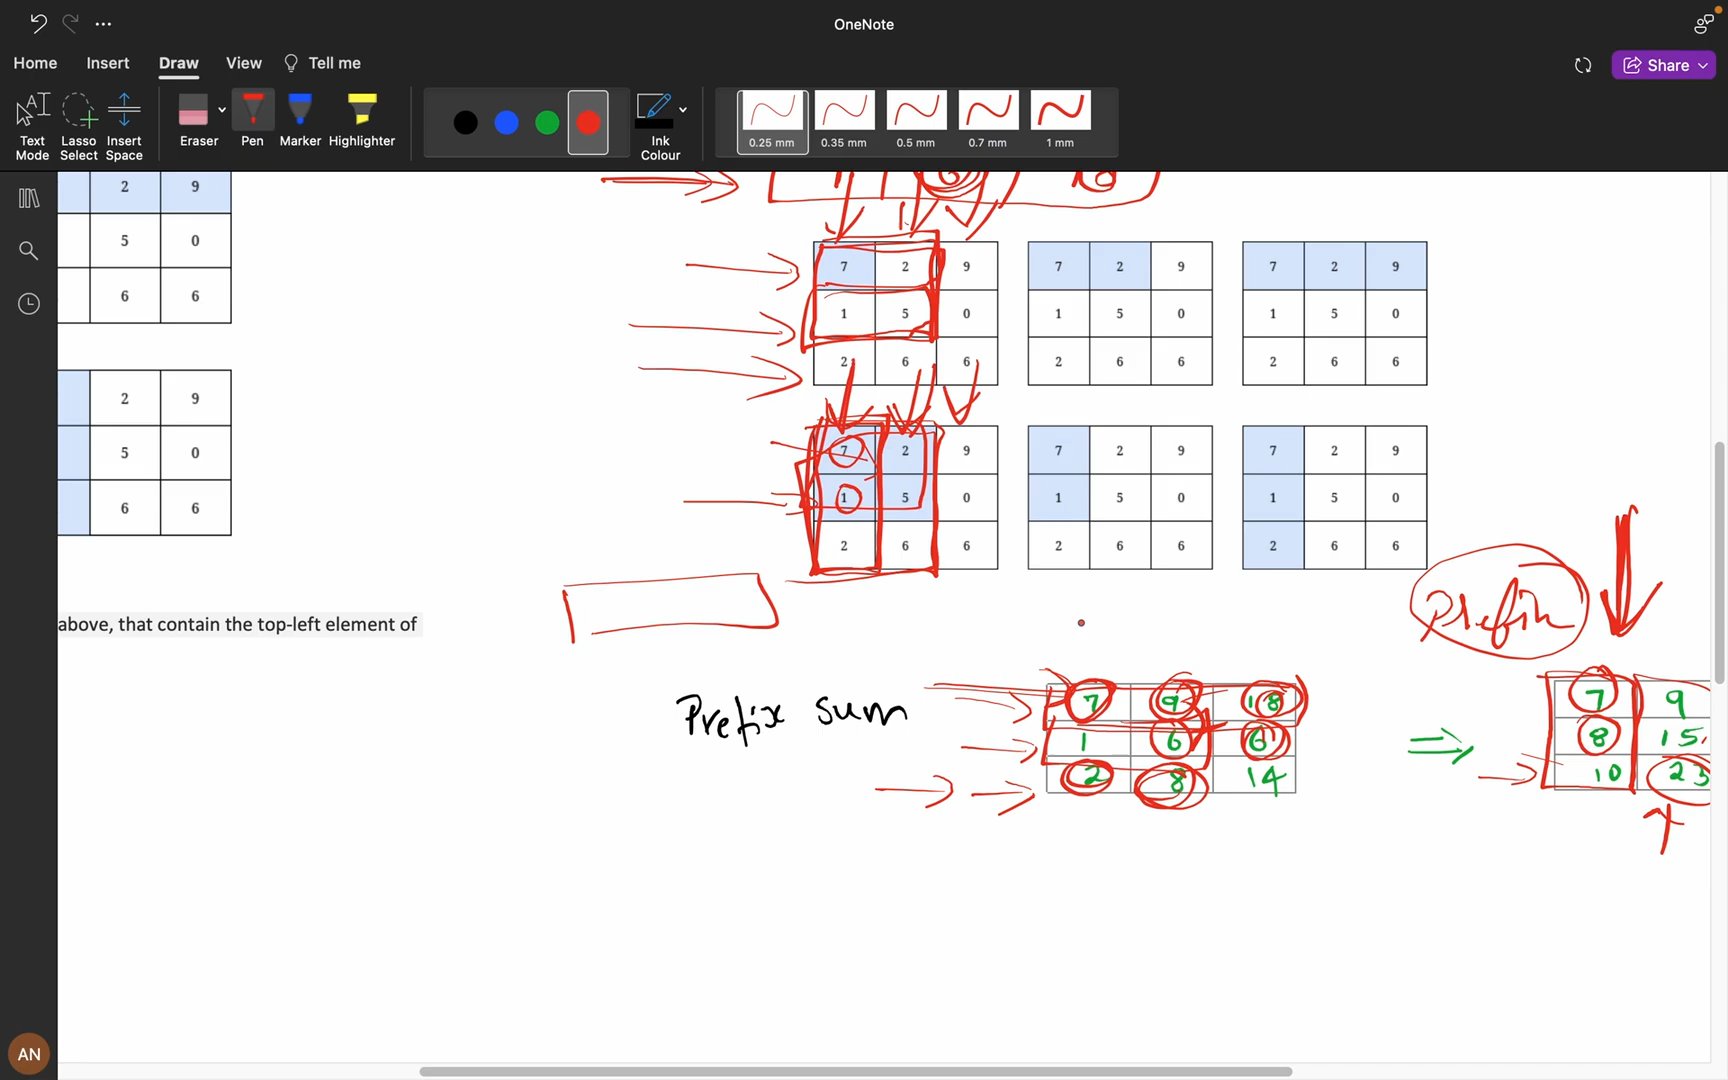 OneNote
Home Insert Draw View Tell me
Share
Text Mode
Lasso Select
Insert Space
Eraser
Pen
Marker
Highlighter
Ink Colour
0.25 mm
0.35 mm
0.5 mm
0.7 mm
1 mm
2 9
5 0
6 6
2 9
5 0
6 6
7 2 9
1 5 0
2 6 6
7 2 9
1 5 0
2 6 6
7 2 9
1 5 0
2 6 6
7 2 9
1 5 0
2 6 6
7 2 9
1 5 0
2 6 6
7 2 9
1 5 0
2 6 6
above, that contain the top-left element of
Prefix
Prefix sum
7 9 18
1 6 6
2 8 14
7 9
8 15
10 23
AN